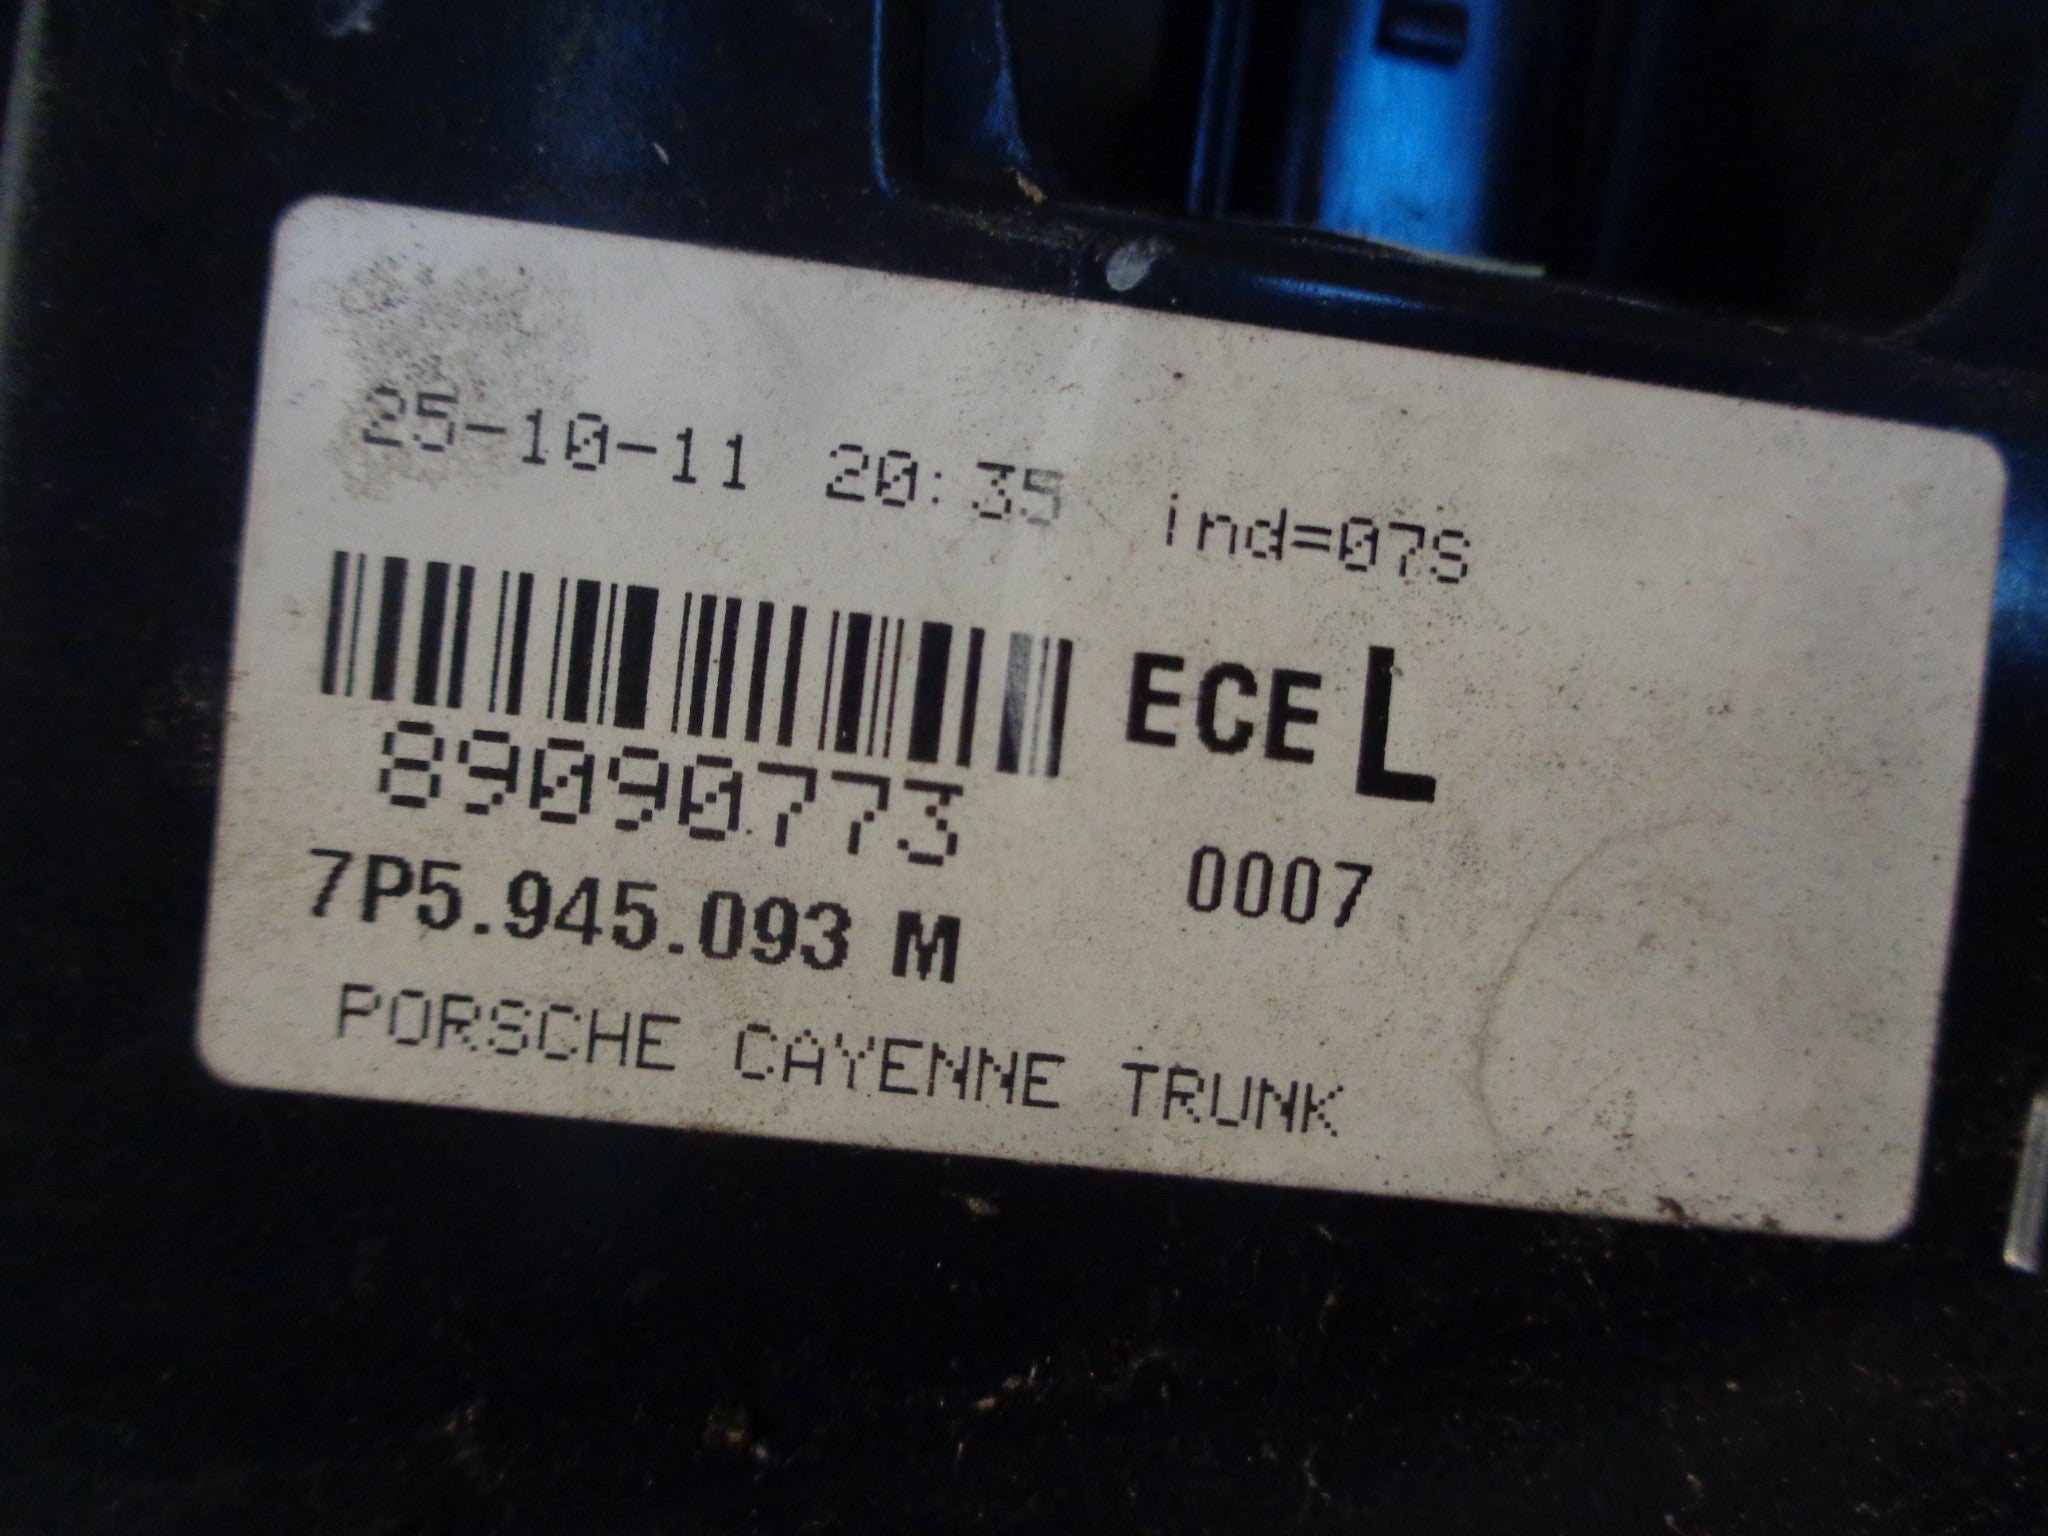 25-10-11 20:35 ind=07S
ECE L
89090773
7P5.945.093 M 0007
PORSCHE CAYENNE TRUNK